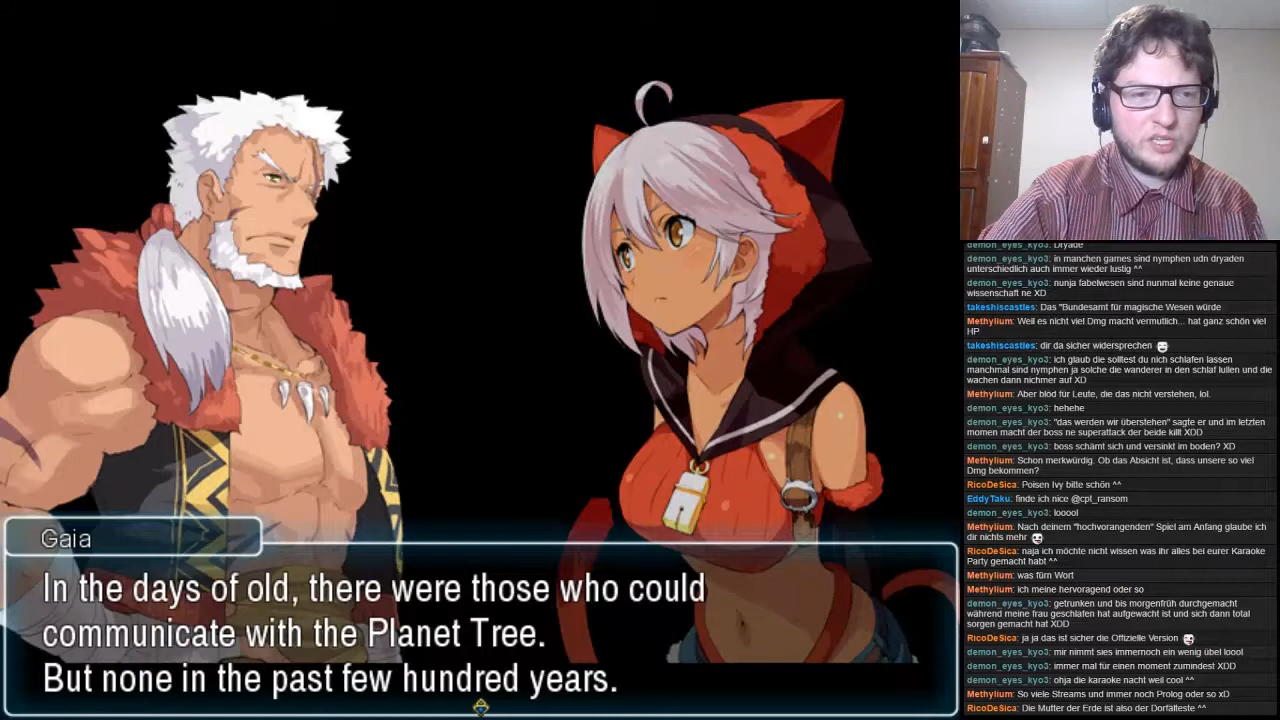 Gaia
In the days of old, there were those who could
communicate with the Planet Tree.
But none in the past few hundred years.
demon_eyes_kyo3: Dryade
demon_eyes_kyo3: in manchen games sind nymphen udn dryaden
unterschiedlich auch immer wieder lustig ^^
demon_eyes_kyo3: nunja fabelwesen sind nunmal keine genaue
wissenschaft ne XD
takeshiscastles: Das "Bundesamt für magische Wesen würde
Methylium: Weil es nicht viel Dmg macht vermutlich... hat ganz schön viel
HP
takeshiscastles: dir da sicher widersprechen
demon_eyes_kyo3: ich glaub die solltest du nich schlafen lassen
manchmal sind nymphen ja solche die wanderer in den schlaf lullen und die
wachen dann nichmer auf XD
Methylium: Aber blöd für Leute, die das nicht verstehen, lol.
demon_eyes_kyo3: hehehe
demon_eyes_kyo3: "das werden wir überstehen" sagte er und im letzten
momen macht der boss ne superattack der beide killt XDD
demon_eyes_kyo3: boss schämt sich und versinkt im boden? XD
Methylium: Schon merkwürdig. Ob das Absicht ist, dass unsere so viel
Dmg bekommen?
RicoDeSica: Poisen Ivy bitte schön ^^
EddyTaku: finde ich nice @cpt_ransom
demon_eyes_kyo3: looool
Methylium: Nach deinem "hochvorangenden" Spiel am Anfang glaube ich
dir nichts mehr
RicoDeSica: naja ich möchte nicht wissen was ihr alles bei eurer Karaoke
Party gemacht habt ^^
Methylium: was fürn Wort
Methylium: Ich meine hervoragend oder so
demon_eyes_kyo3: getrunken und bis morgenfrüh durchgemacht
während meine frau geschlafen hat aufgewacht ist und sich dann total
sorgen gemacht hat XDD
RicoDeSica: ja ja das ist sicher die Offizielle Version
demon_eyes_kyo3: mir nimmt sies immernoch ein wenig übel loool
demon_eyes_kyo3: immer mal für einen moment zumindest XDD
demon_eyes_kyo3: ohja die karaoke nacht weil cool ^^
Methylium: So viele Streams und immer noch Prolog oder so xD
RicoDeSica: Die Mutter der Erde ist also der Dorfälteste ^^